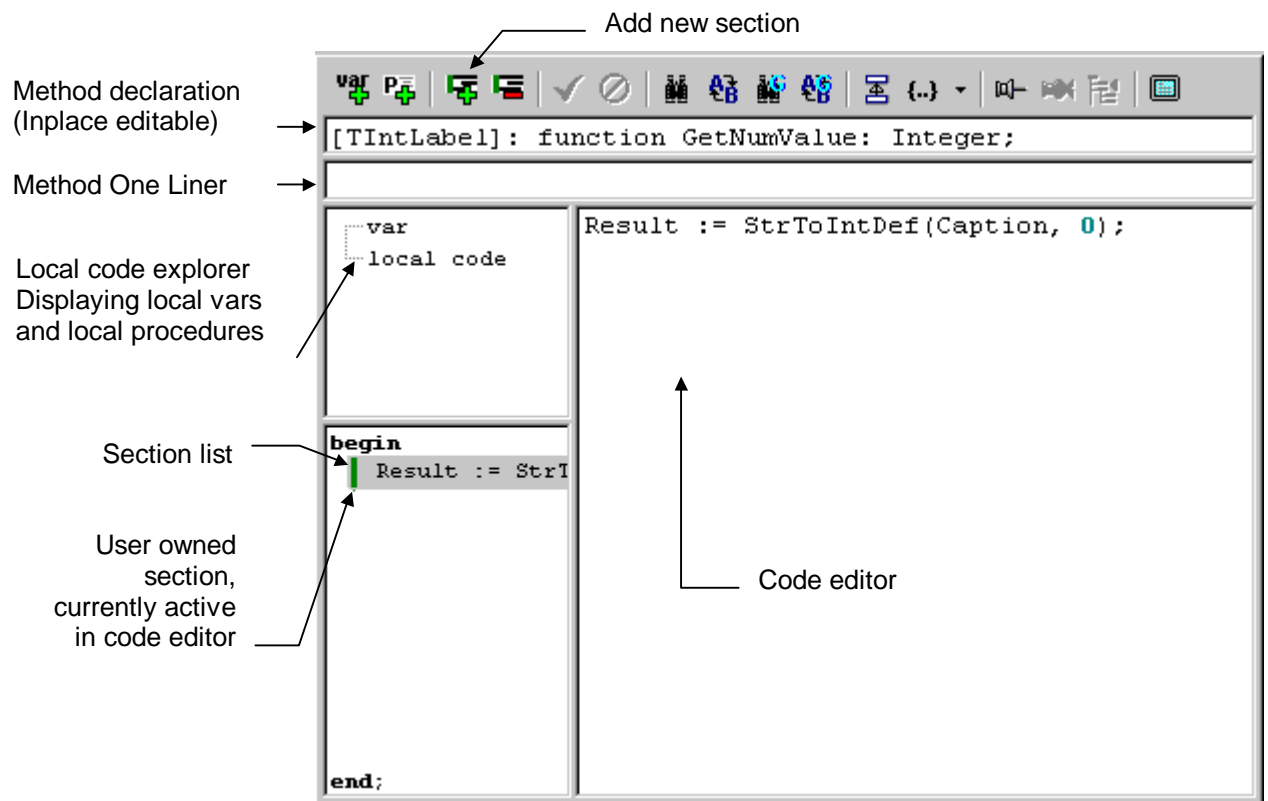 Add new section
Method declaration
(Inplace editable)
[TIntLabel]: function GetNumValue: Integer;
Method One Liner
var
local code
Result := StrToIntDef(Caption, 0);
Local code explorer
Displaying local vars
and local procedures
Section list
begin
Result := StrT
User owned
section,
currently active
in code editor
Code editor
end;